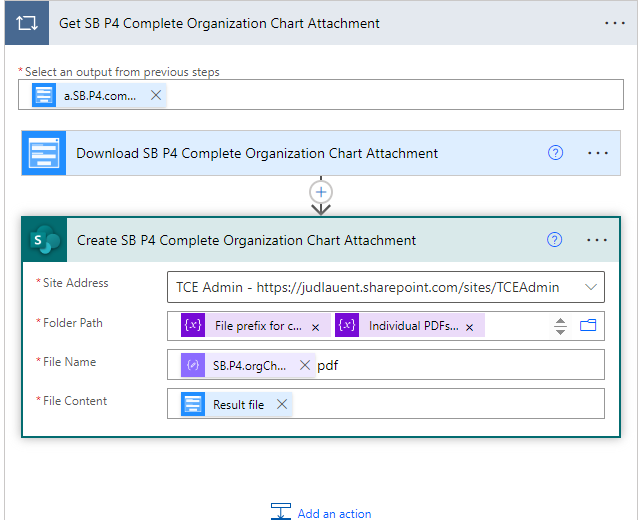 Get SB P4 Complete Organization Chart Attachment
* Select an output from previous steps
a.SB.P4.com...
Download SB P4 Complete Organization Chart Attachment
Create SB P4 Complete Organization Chart Attachment
* Site Address
TCE Admin - https://judlauent.sharepoint.com/sites/TCEAdmin
* Folder Path
File prefix for c... Individual PDFs...
* File Name
SB.P4.orgCh... pdf
* File Content
Result file
Add an action